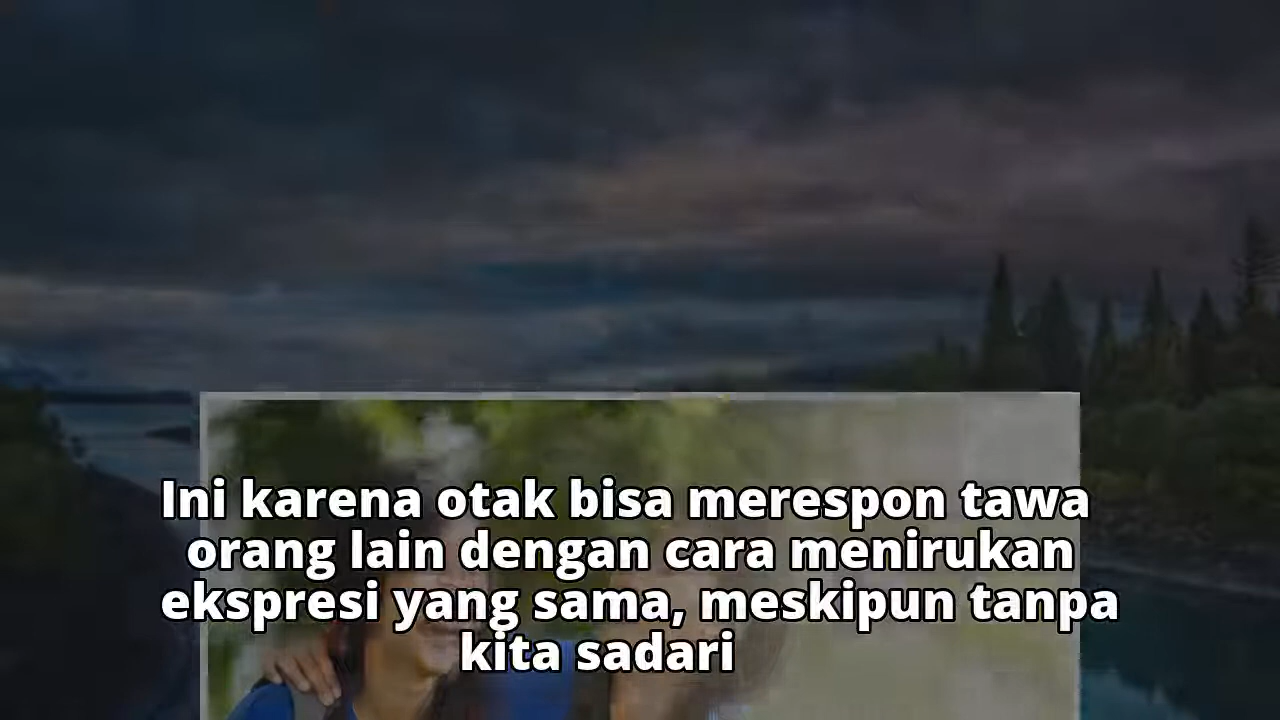 Ini karena otak bisa merespon tawa
orang lain dengan cara menirukan
ekspresi yang sama, meskipun tanpa
kita sadari